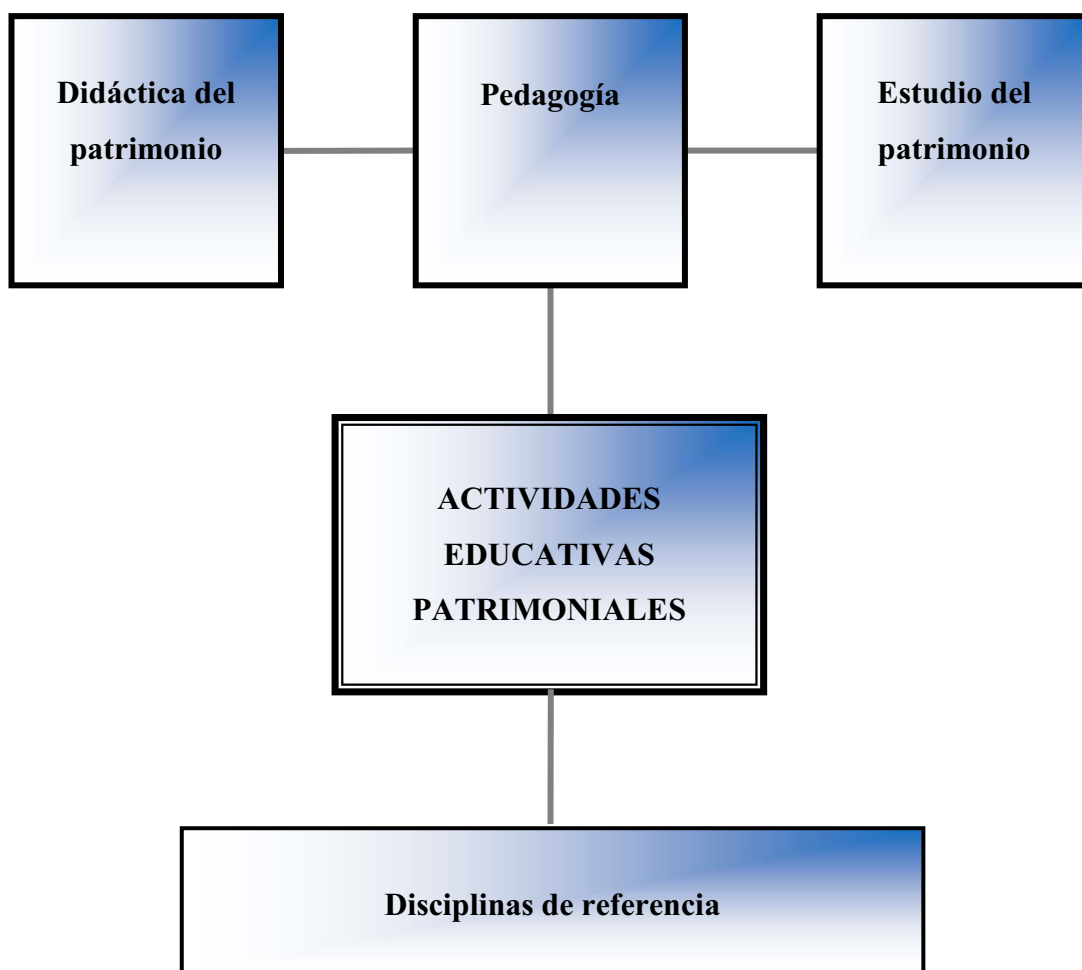 Didáctica del
patrimonio
Pedagogía
Estudio del
patrimonio
ACTIVIDADES
EDUCATIVAS
PATRIMONIALES
Disciplinas de referencia